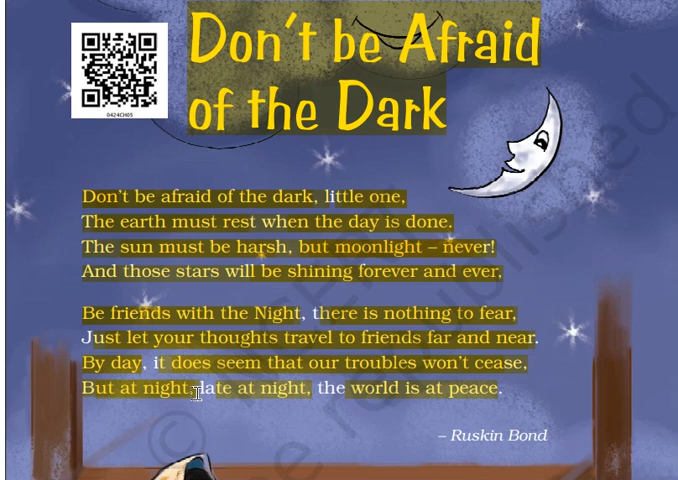 Don't be Afraid
of the Dark
0424CH05
Don't be afraid of the dark, little one,
The earth must rest when the day is done.
The sun must be harsh, but moonlight – never!
And those stars will be shining forever and ever,
Be friends with the Night, there is nothing to fear,
Just let your thoughts travel to friends far and near.
By day, it does seem that our troubles won't cease,
But at night, late at night, the world is at peace.
– Ruskin Bond